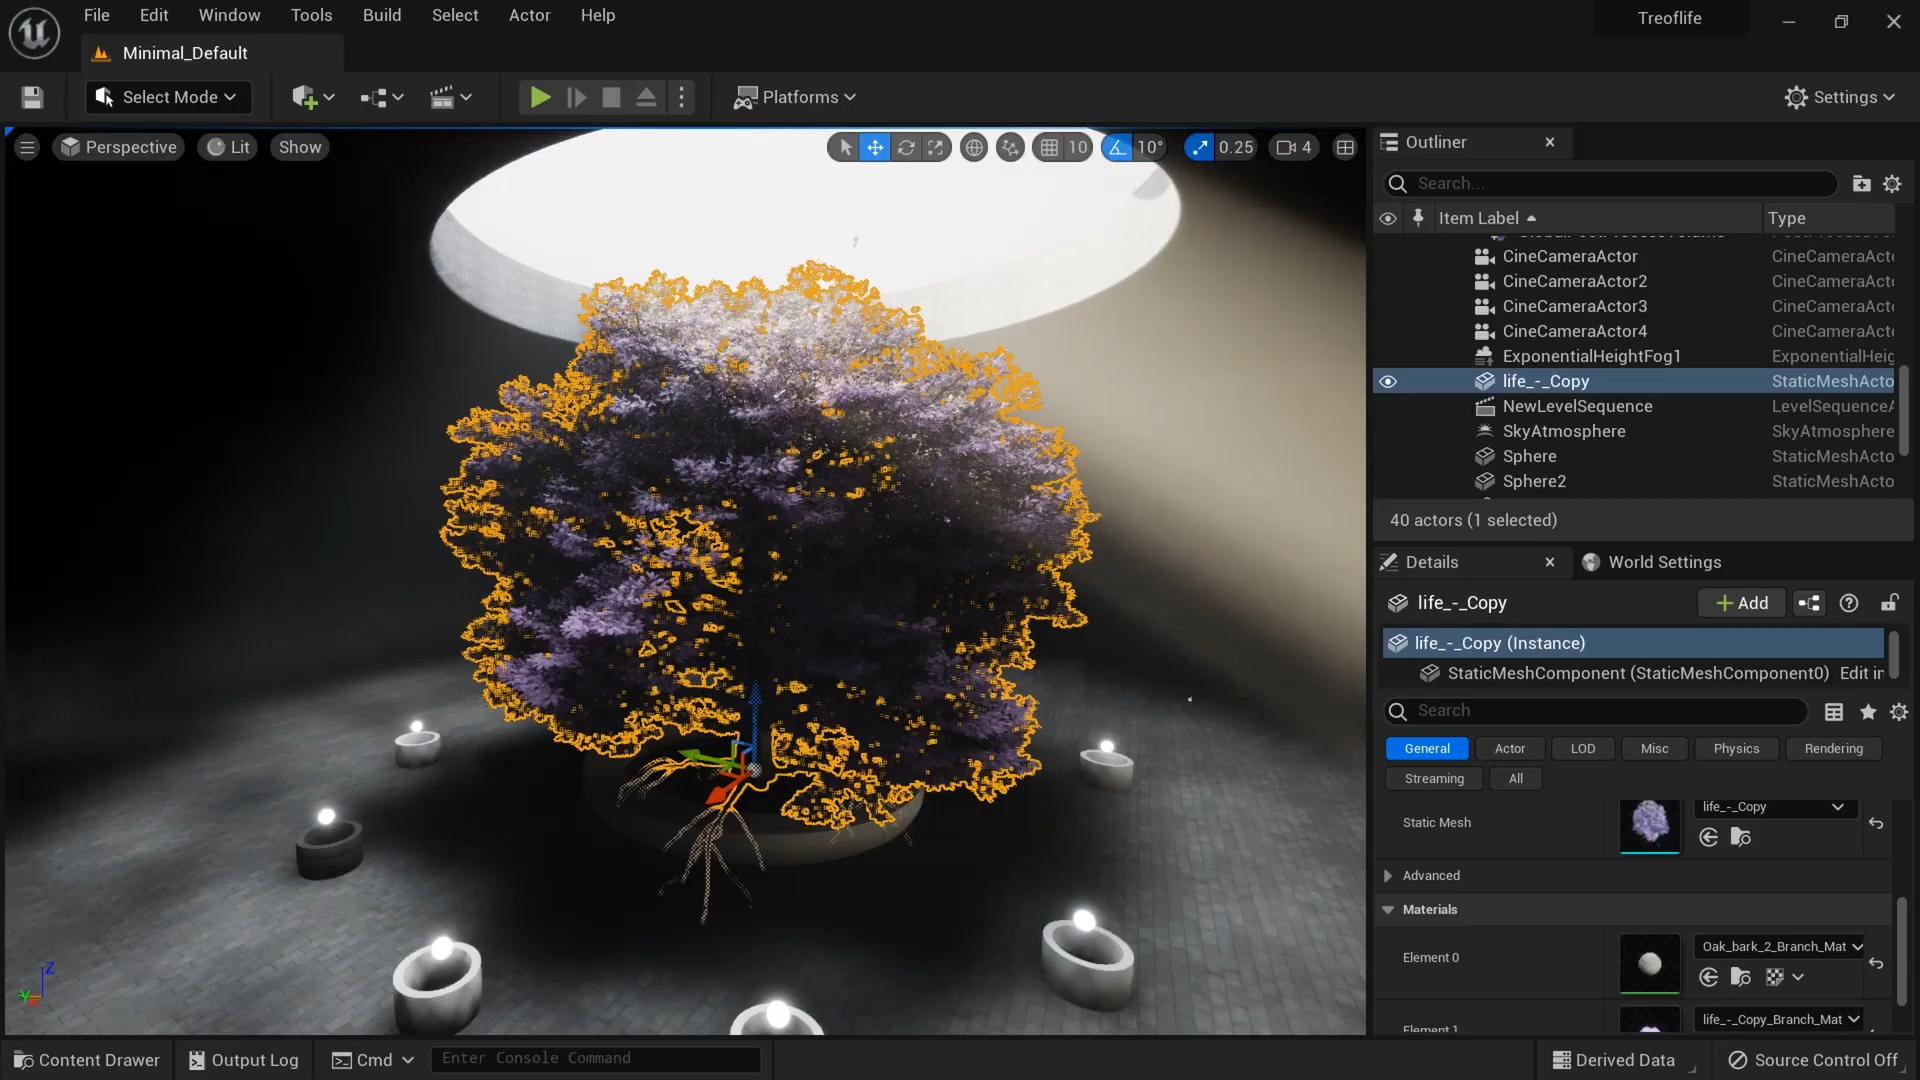 File Edit Window Tools Build Select Actor Help
Treoflife
Minimal_Default
Select Mode
Platforms
Settings
Perspective Lit Show
10 10° 0.25 4
Outliner
Search...
Item Label Type
CineCameraActor CineCameraAct
CineCameraActor2 CineCameraAct
CineCameraActor3 CineCameraAct
CineCameraActor4 CineCameraAct
ExponentialHeightFog1 ExponentialHeig
life_-_Copy StaticMeshActo
NewLevelSequence LevelSequenceA
SkyAtmosphere SkyAtmosphere
Sphere StaticMeshActo
Sphere2 StaticMeshActo
40 actors (1 selected)
Details World Settings
life_-_Copy Add
life_-_Copy (Instance)
StaticMeshComponent (StaticMeshComponent0) Edit in
Search
General Actor LOD Misc Physics Rendering
Streaming All
Static Mesh life_-_Copy
Advanced
Materials
Element 0 Oak_bark_2_Branch_Mat
Element 1 life_-_Copy_Branch_Mat
Z
Y
Content Drawer Output Log Cmd Enter Console Command Derived Data Source Control Off